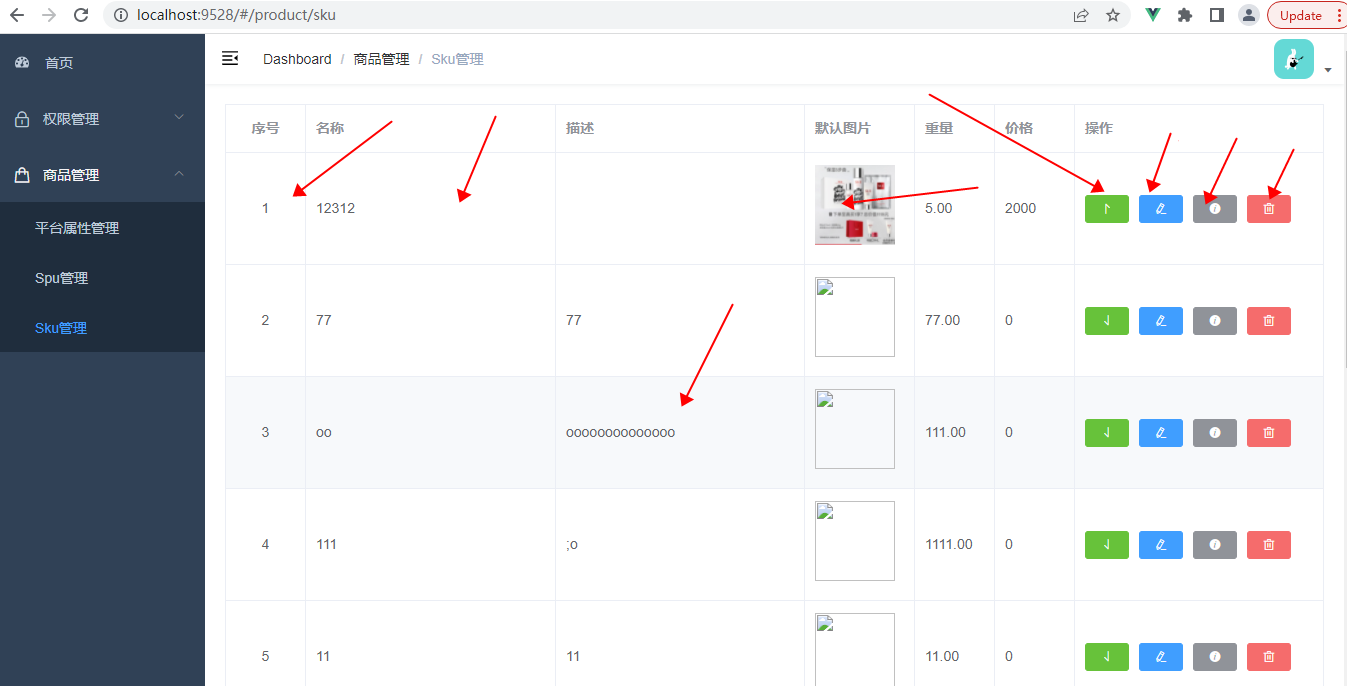 localhost:9528/#/product/sku
Update
首页
权限管理
商品管理
平台属性管理
Spu管理
Sku管理
Dashboard / 商品管理 / Sku管理
序号 名称 描述 默认图片 重量 价格 操作
1 12312 5.00 2000
2 77 77 77.00 0
3 oo oooooooooooooo 111.00 0
4 111 ;o 1111.00 0
5 11 11 11.00 0